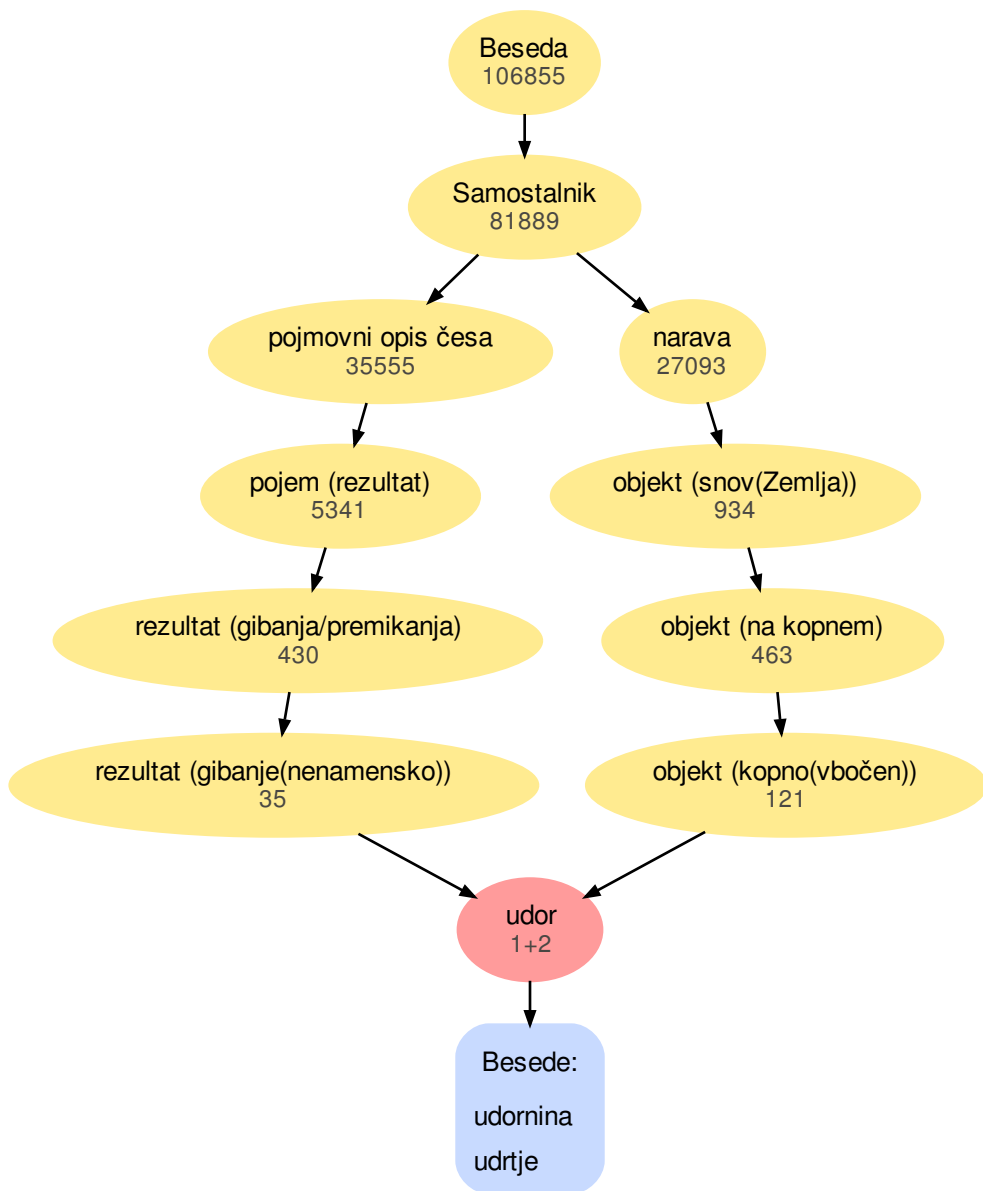 Beseda
106855
Samostalnik
81889
pojmovni opis česa
35555
narava
27093
pojem (rezultat)
5341
objekt (snov(Zemlja))
934
rezultat (gibanja/premikanja)
430
objekt (na kopnem)
463
rezultat (gibanje(nenamensko))
35
objekt (kopno(vbočen))
121
udor
1+2
Besede:
udornina
udrtje